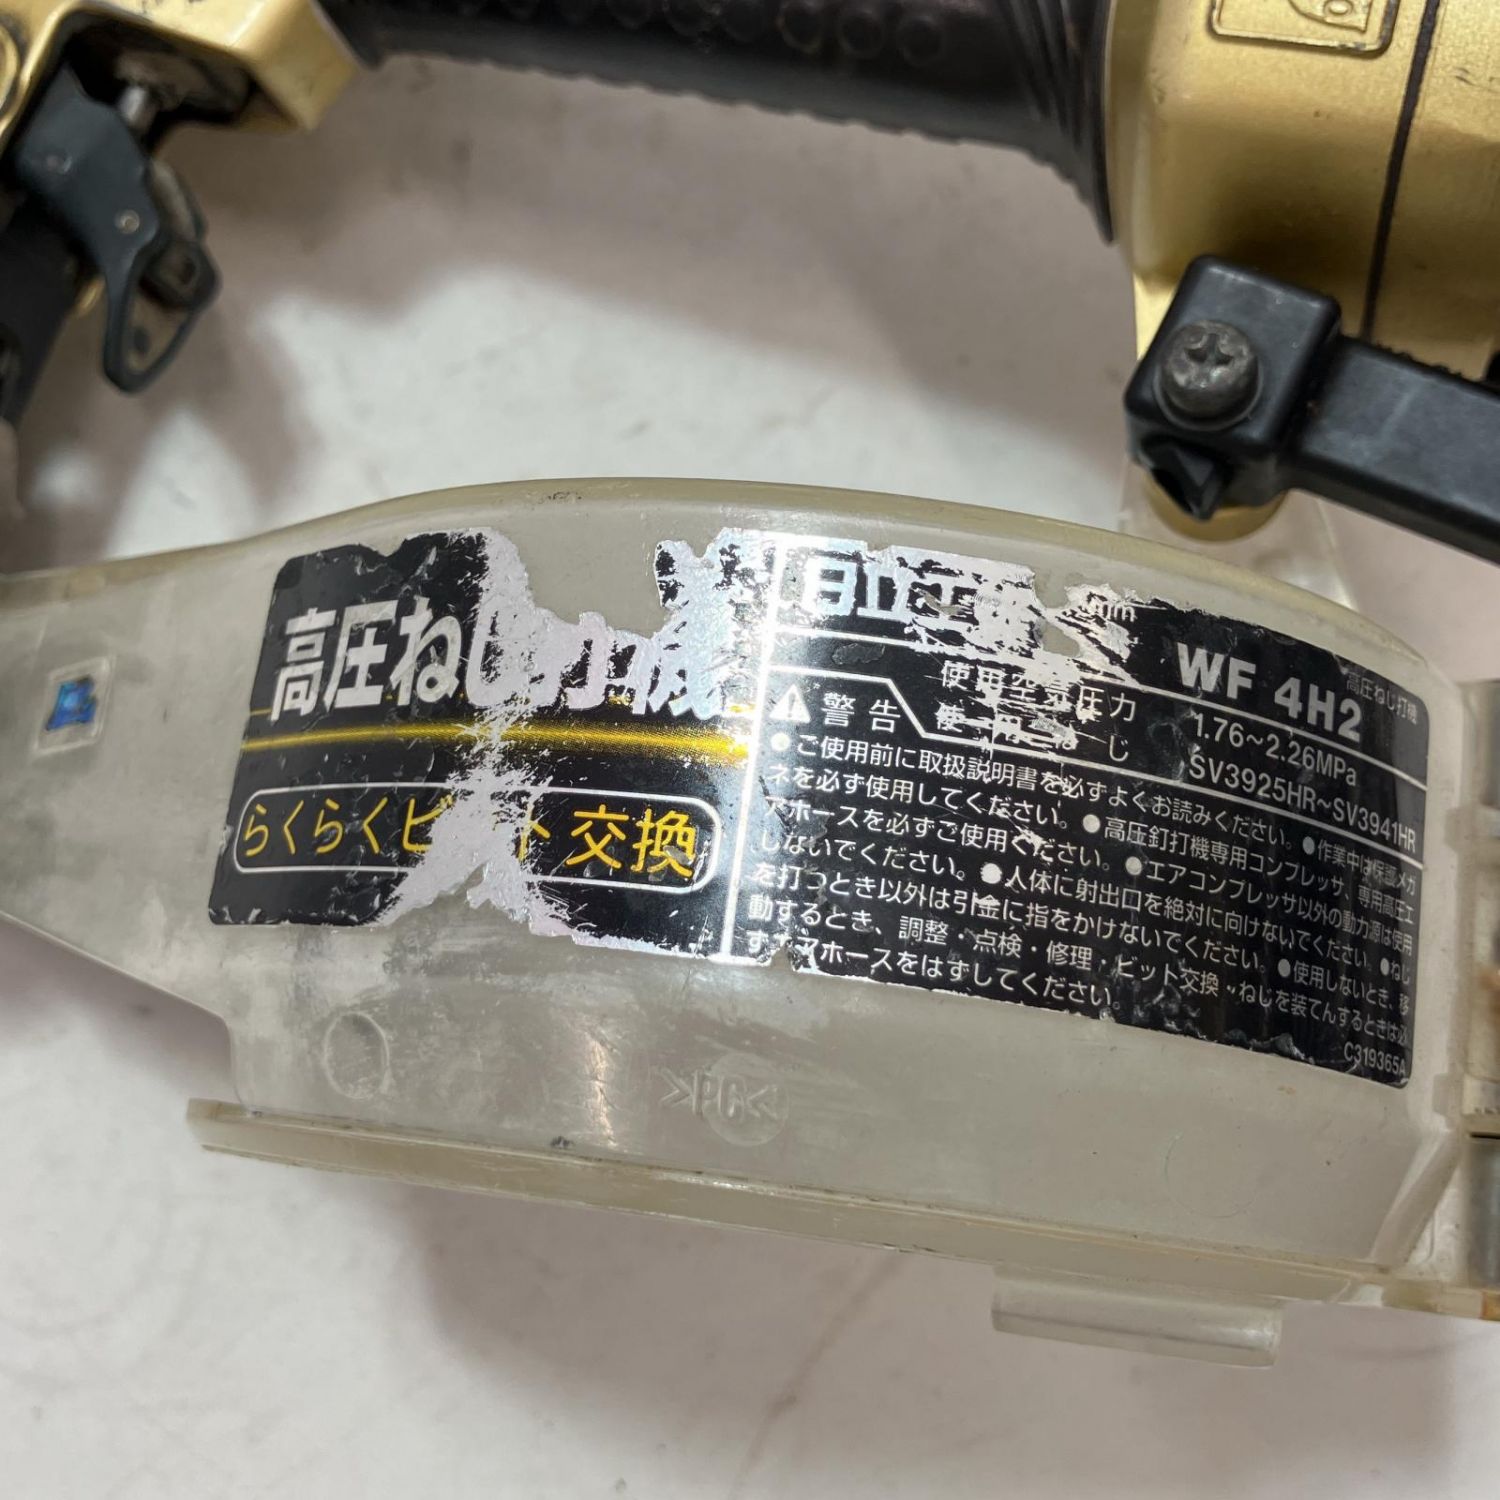 高圧ねじ打機
らくらくビット交換
日立工
mm
高圧ねじ打機
WF 4H2
使用空気圧力 1.76~2.26MPa
使用ねじ SV3925HR~SV3941HR
警告
●ご使用前に取扱説明書を必ずよくお読みください。●作業中は保護メガ
ネを必ず使用してください。●高圧釘打機専用コンプレッサ、専用高圧エ
アホースを必ずご使用ください。●エアコンプレッサ以外の動力源は使用
しないでください。●人体に射出口を絶対に向けないでください。●ねじ
を打つとき以外は引金に指をかけないでください。●使用しないとき、移
動するとき、調整・点検・修理・ビット交換・ねじを装てんするときは必
ずエアホースをはずしてください。
C319365A
>PC<